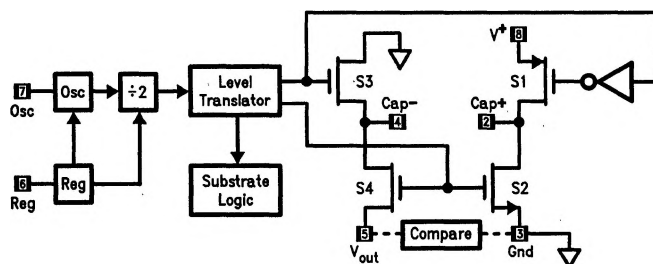 V+
8
S3
S1
7
Osc
Osc
÷2
Level
Translator
Cap-
4
Cap+
2
6
Reg
Reg
Substrate
Logic
S4
S2
5
Vout
Compare
3
Gnd